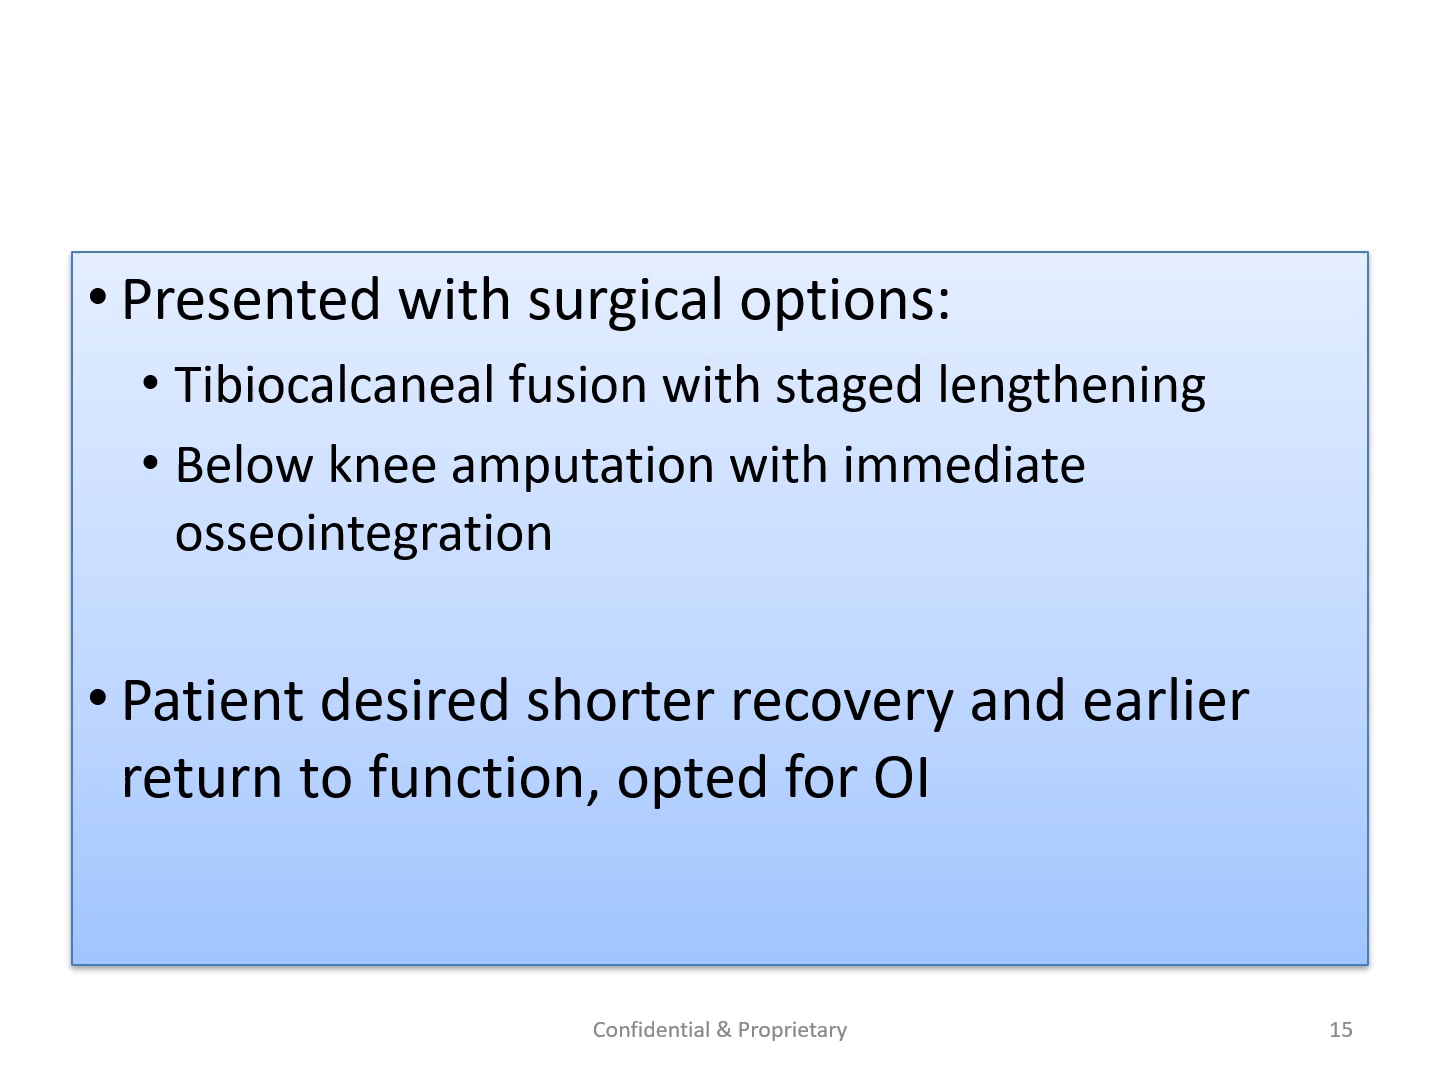 • Presented with surgical options:
• Tibiocalcaneal fusion with staged lengthening
• Below knee amputation with immediate
osseointegration
• Patient desired shorter recovery and earlier
return to function, opted for OI
Confidential & Proprietary
15